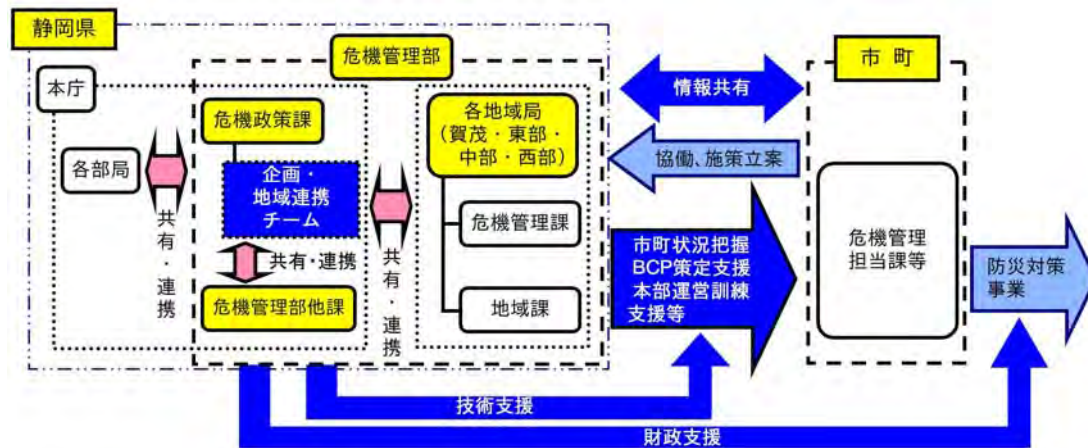 静岡県
危機管理部
本庁
危機政策課
各部局
企画・
地域連携
チーム
共有・連携
共有・連携
危機管理部他課
共有・連携
各地域局
（賀茂・東部・
中部・西部）
危機管理課
地域課
情報共有
協働、施策立案
市町状況把握
BCP策定支援
本部運営訓練
支援等
市 町
危機管理
担当課等
防災対策
事業
技術支援
財政支援